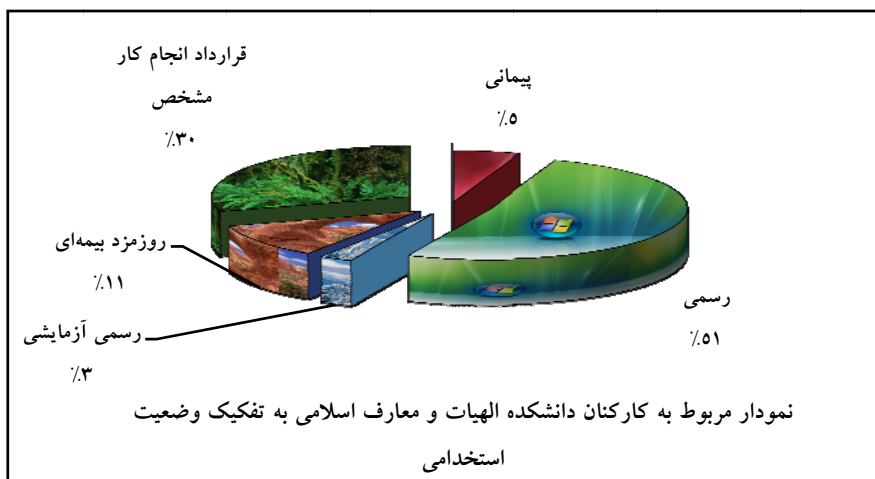 قرارداد انجام کار
مشخص
٪۳۰
پیمانی
٪۵
روزمزد بیمه‌ای
٪۱۱
رسمی
٪۵۱
رسمی آزمایشی
٪۳
نمودار مربوط به کارکنان دانشکده الهیات و معارف اسلامی به تفکیک وضعیت
استخدامی